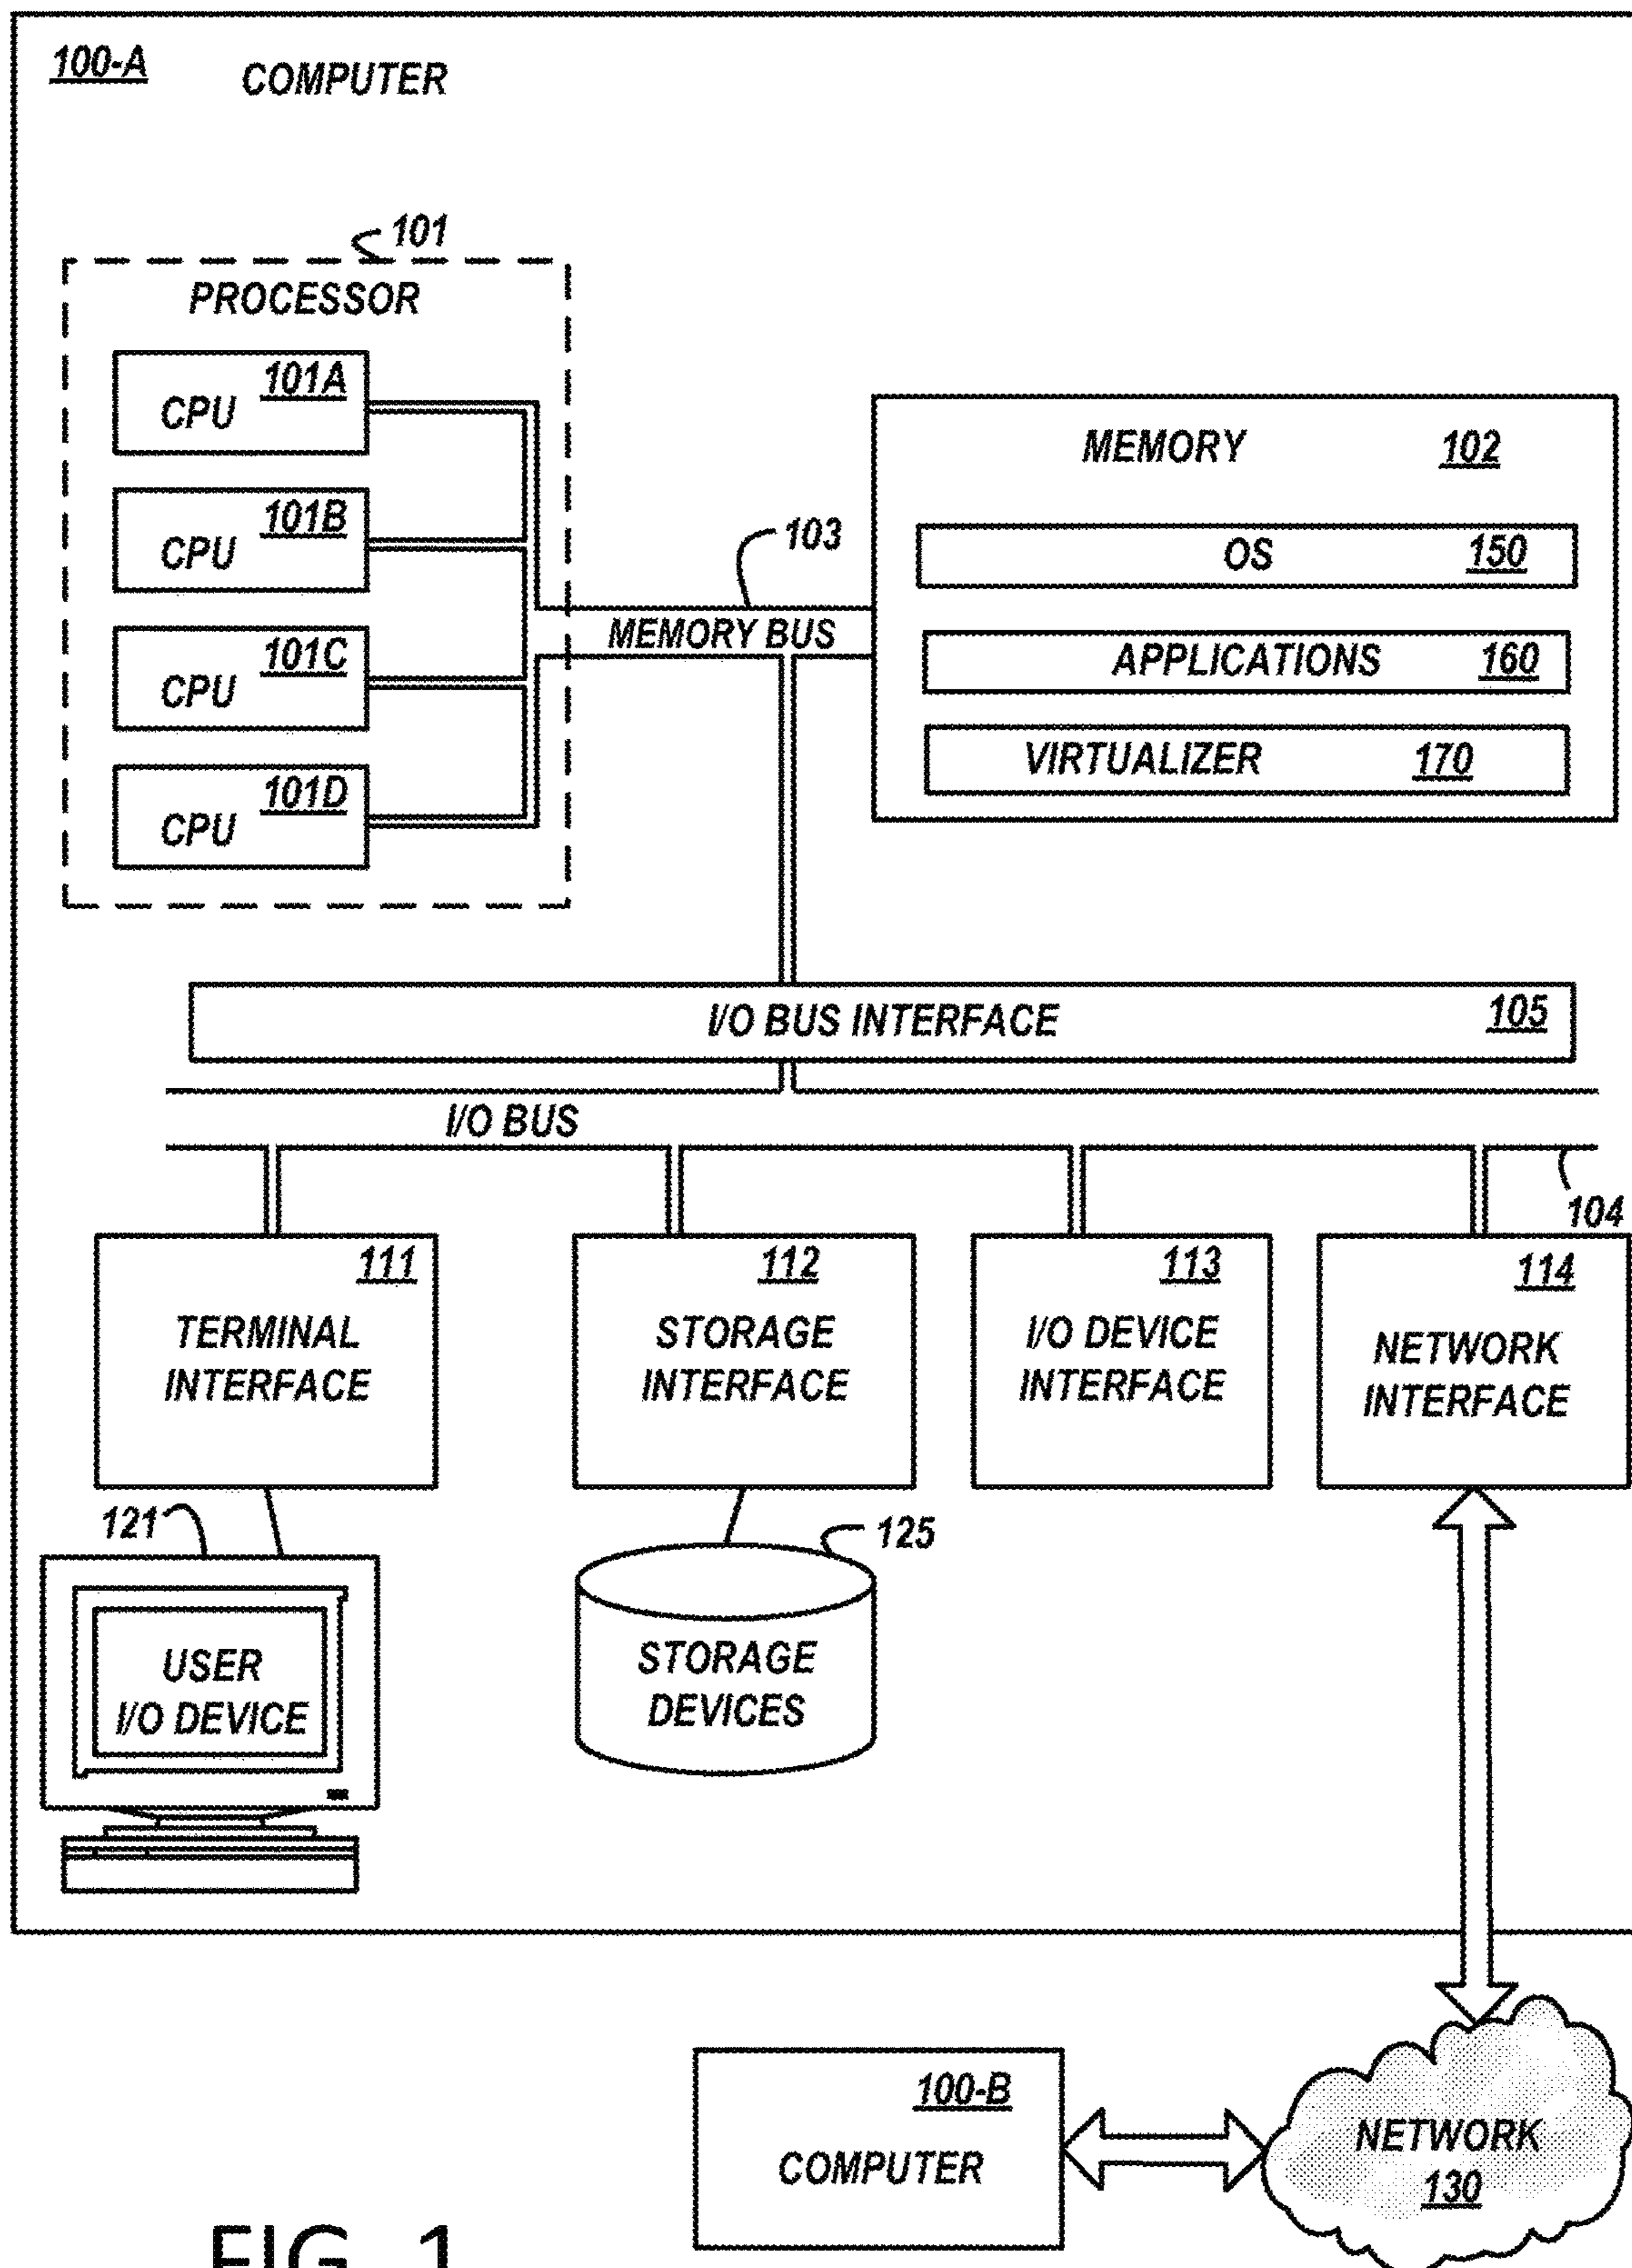 100-A
COMPUTER
101
PROCESSOR
101A
CPU
101B
CPU
101C
CPU
101D
CPU
103
MEMORY BUS
MEMORY 102
OS 150
APPLICATIONS 160
VIRTUALIZER 170
I/O BUS INTERFACE 105
I/O BUS
104
111
TERMINAL
INTERFACE
112
STORAGE
INTERFACE
113
I/O DEVICE
INTERFACE
114
NETWORK
INTERFACE
121
USER
I/O DEVICE
125
STORAGE
DEVICES
100-B
COMPUTER
NETWORK
130
FIG. 1